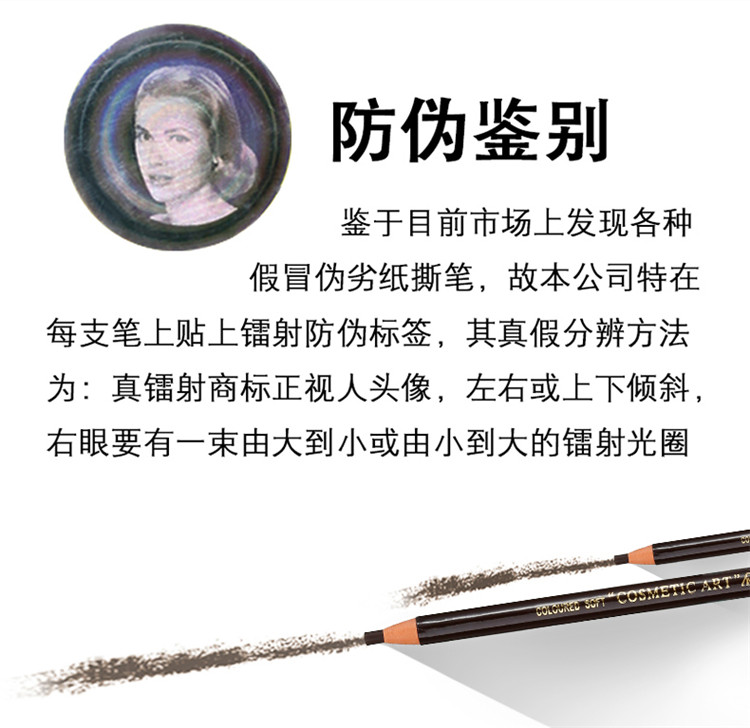 防伪鉴别
鉴于目前市场上发现各种
假冒伪劣纸撕笔，故本公司特在
每支笔上贴上镭射防伪标签，其真假分辨方法
为：真镭射商标正视人头像，左右或上下倾斜，
右眼要有一束由大到小或由小到大的镭射光圈
CO
COLOURED SOFT "COSMETIC ART"